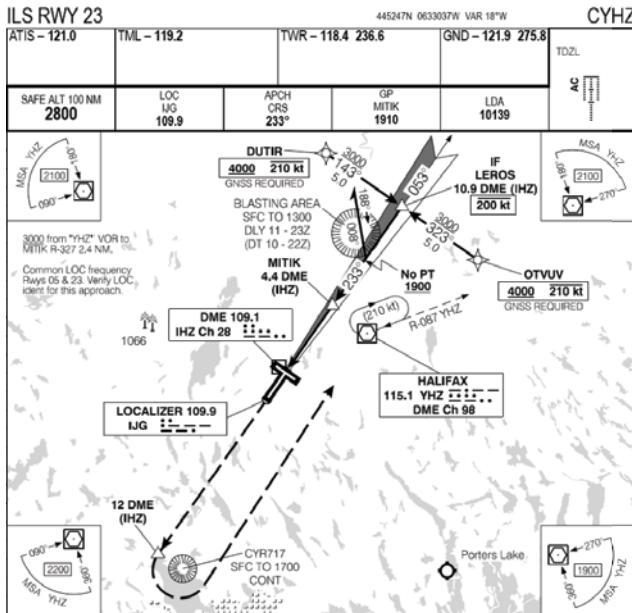 ILS RWY 23
445247N 0633037W VAR 18°W
CYHZ
ATIS – 121.0
TML – 119.2
TWR – 118.4 236.6
GND – 121.9 275.8
TDZL
AC
SAFE ALT 100 NM
2800
LOC
IJG
109.9
APCH
CRS
233°
GP
MITIK
1910
LDA
10139
MSA YHZ
2100
180°
090°
DUTIR
4000 210 kt
GNSS REQUIRED
3000
143°
5.0
053°
IF
LEROS
10.9 DME (IHZ)
200 kt
MSA YHZ
2100
180°
270°
BLASTING AREA
SFC TO 1300
DLY 11 - 23Z
(DT 10 - 22Z)
188°
008°
3000
323°
5.0
3000 from "YHZ" VOR to
MITIK R-327 2.4 NM.
Common LOC frequency
Rwys 05 & 23. Verify LOC
ident for this approach.
MITIK
4.4 DME
(IHZ)
233°
No PT
1900
OTVUV
4000 210 kt
GNSS REQUIRED
(210 kt)
R-087 YHZ
1066
DME 109.1
IHZ Ch 28
HALIFAX
115.1 YHZ
DME Ch 98
LOCALIZER 109.9
IJG
12 DME
(IHZ)
CYR717
SFC TO 1700
CONT
Porters Lake
090°
2200
360°
MSA YHZ
270°
1900
360°
MSA YHZ